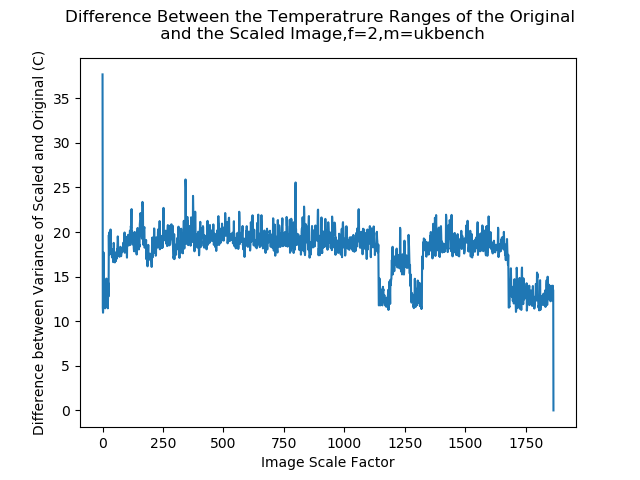 Difference Between the Temperatrure Ranges of the Original
and the Scaled Image,f=2,m=ukbench
Difference between Variance of Scaled and Original (C)
35
30
25
20
15
10
5
0
0 250 500 750 1000 1250 1500 1750
Image Scale Factor